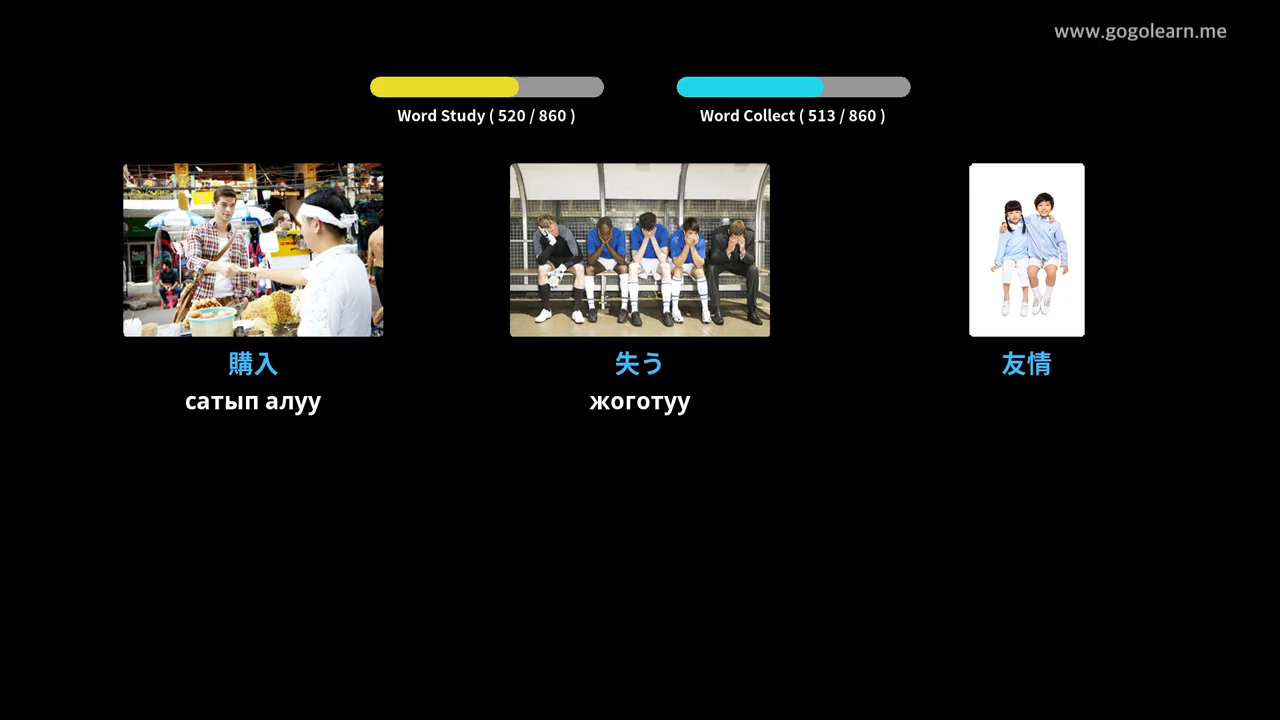 www.gogolearn.me
Word Study ( 520 / 860 )
Word Collect ( 513 / 860 )
購入
失う
友情
сатып алуу
жоготуу